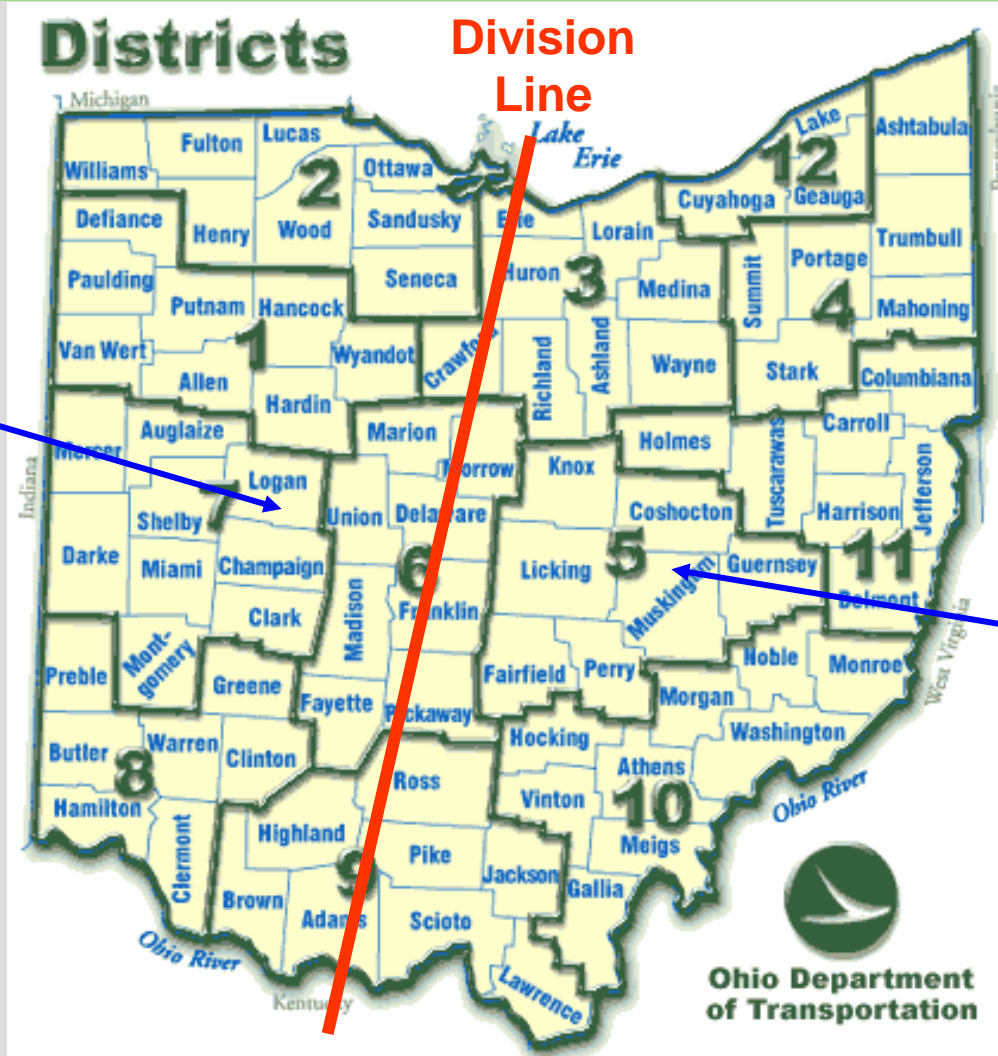 Districts
Division
Line
Michigan
Lake
Erie
Lake
12
Ashtabula
Fulton
Lucas
Williams
2
Ottawa
Cuyahoga
Geauga
Defiance
Henry
Wood
Sandusky
Erie
Lorain
Trumbull
Paulding
Putnam
Hancock
Seneca
Huron
3
Medina
Summit
Portage
4
Mahoning
Van Wert
1
Allen
Wyandot
Crawford
Richland
Ashland
Wayne
Stark
Columbiana
Hardin
Mercer
Auglaize
Marion
Morrow
Knox
Holmes
Tuscarawas
Carroll
Jefferson
Indiana
Logan
7
Shelby
Union
Delaware
Coshocton
Harrison
Darke
Miami
Champaign
6
Licking
5
Muskingum
Guernsey
11
Belmont
Clark
Madison
Franklin
West Virginia
Preble
Mont-
gomery
Greene
Fayette
Pickaway
Fairfield
Perry
Morgan
Noble
Monroe
Butler
Warren
Clinton
8
Hocking
Washington
Hamilton
Clermont
Ross
Athens
Vinton
10
Ohio River
Highland
9
Pike
Jackson
Meigs
Gallia
Brown
Adams
Scioto
Lawrence
Ohio River
Kentucky
Ohio Department
of Transportation